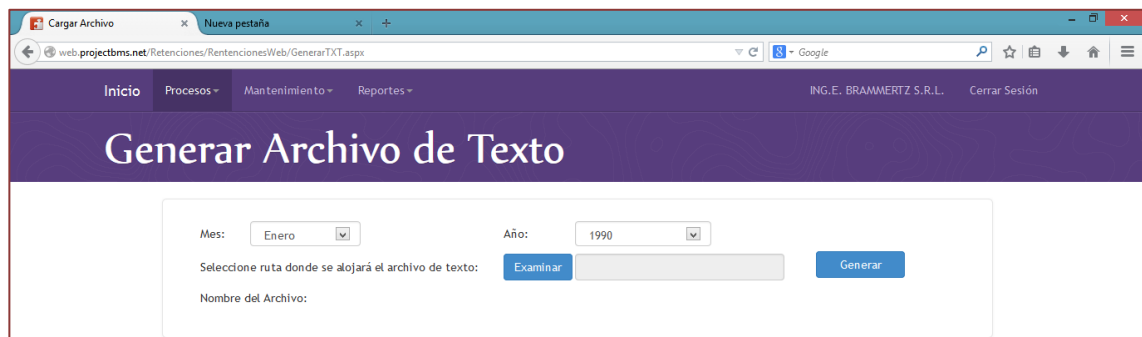 Cargar Archivo
Nueva pestaña
web.projectbms.net/Retenciones/RentencionesWeb/GenerarTXT.aspx
Google
Inicio Procesos Mantenimiento Reportes ING.E. BRAMMERTZ S.R.L. Cerrar Sesión
Generar Archivo de Texto
Mes: Enero Año: 1990
Seleccione ruta donde se alojará el archivo de texto: Examinar Generar
Nombre del Archivo: